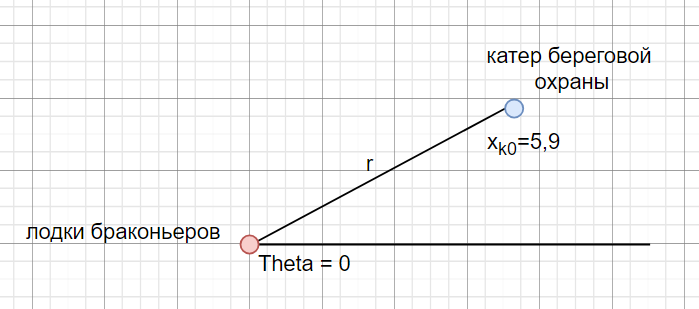 катер береговой
охраны
x_k0=5,9
r
лодки браконьеров
Theta = 0